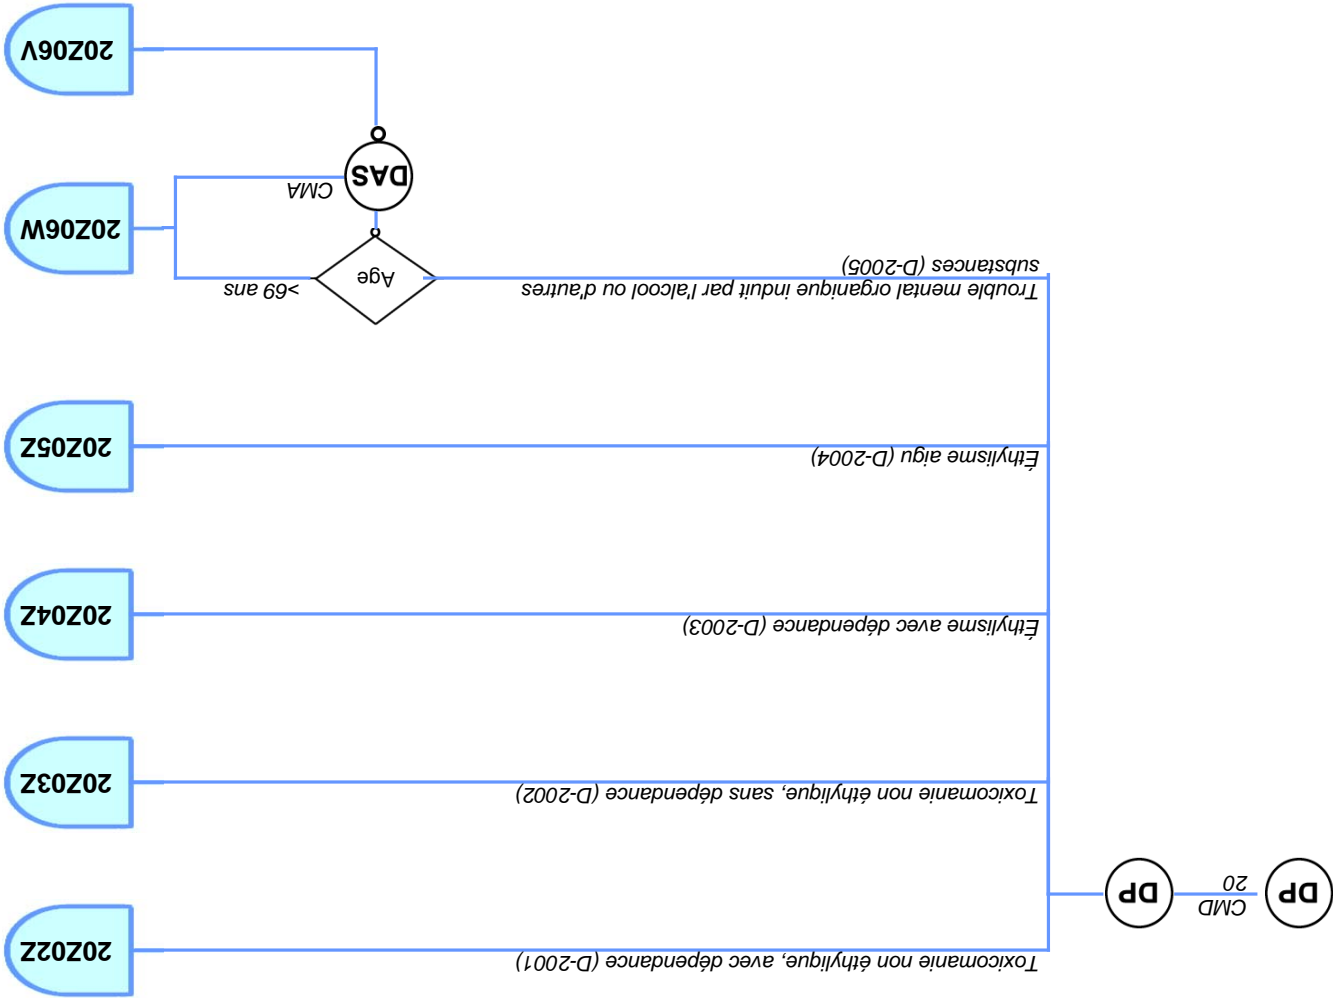 DP
CMD
20
DP
Toxicomanie non éthylique, avec dépendance (D-2001)
20Z02Z
Toxicomanie non éthylique, sans dépendance (D-2002)
20Z03Z
Éthylisme avec dépendance (D-2003)
20Z04Z
Éthylisme aigu (D-2004)
20Z05Z
Trouble mental organique induit par l'alcool ou d'autres
substances (D-2005)
Age
>69 ans
20Z06W
DAS
CMA
20Z06V